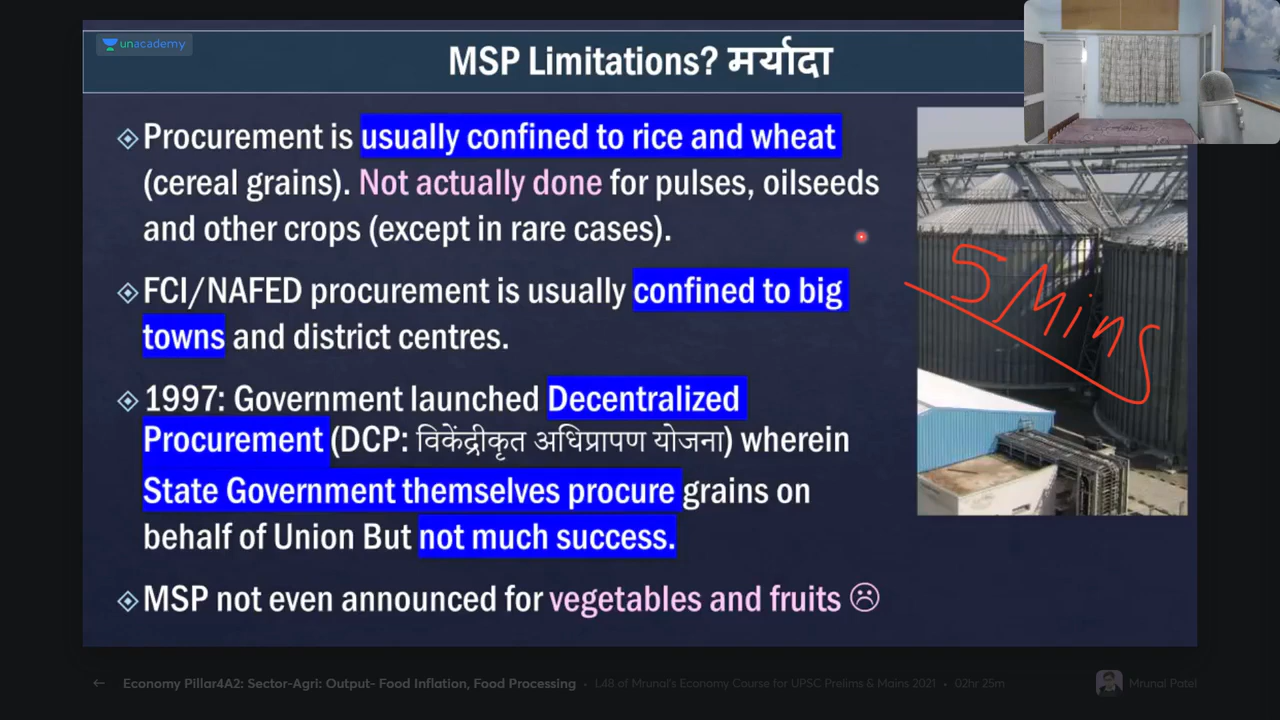 unacademy
MSP Limitations? मर्यादा
Procurement is usually confined to rice and wheat
(cereal grains). Not actually done for pulses, oilseeds
and other crops (except in rare cases).
5 Mins
FCI/NAFED procurement is usually confined to big
towns and district centres.
1997: Government launched Decentralized
Procurement (DCP: विकेंद्रीकृत अधिप्रापण योजना) wherein
State Government themselves procure grains on
behalf of Union But not much success.
MSP not even announced for vegetables and fruits ☹
Economy Pillar4A2: Sector-Agri: Output- Food Inflation, Food Processing • L48 of Mrunal's Economy Course for UPSC Prelims & Mains 2021 • 02hr 25m
Mrunal Patel